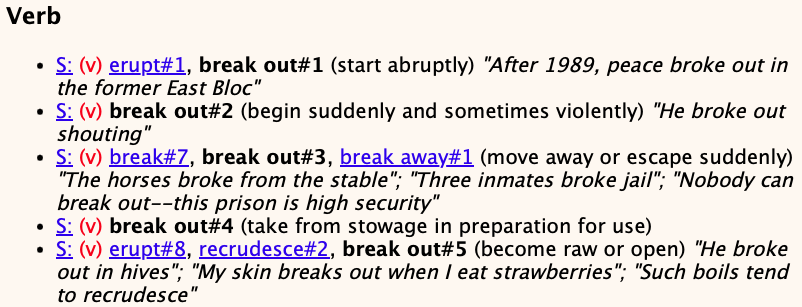 Verb
• S: (v) erupt#1, break out#1 (start abruptly) "After 1989, peace broke out in
the former East Bloc"
• S: (v) break out#2 (begin suddenly and sometimes violently) "He broke out
shouting"
• S: (v) break#7, break out#3, break away#1 (move away or escape suddenly)
"The horses broke from the stable"; "Three inmates broke jail"; "Nobody can
break out--this prison is high security"
• S: (v) break out#4 (take from stowage in preparation for use)
• S: (v) erupt#8, recrudesce#2, break out#5 (become raw or open) "He broke
out in hives"; "My skin breaks out when I eat strawberries"; "Such boils tend
to recrudesce"